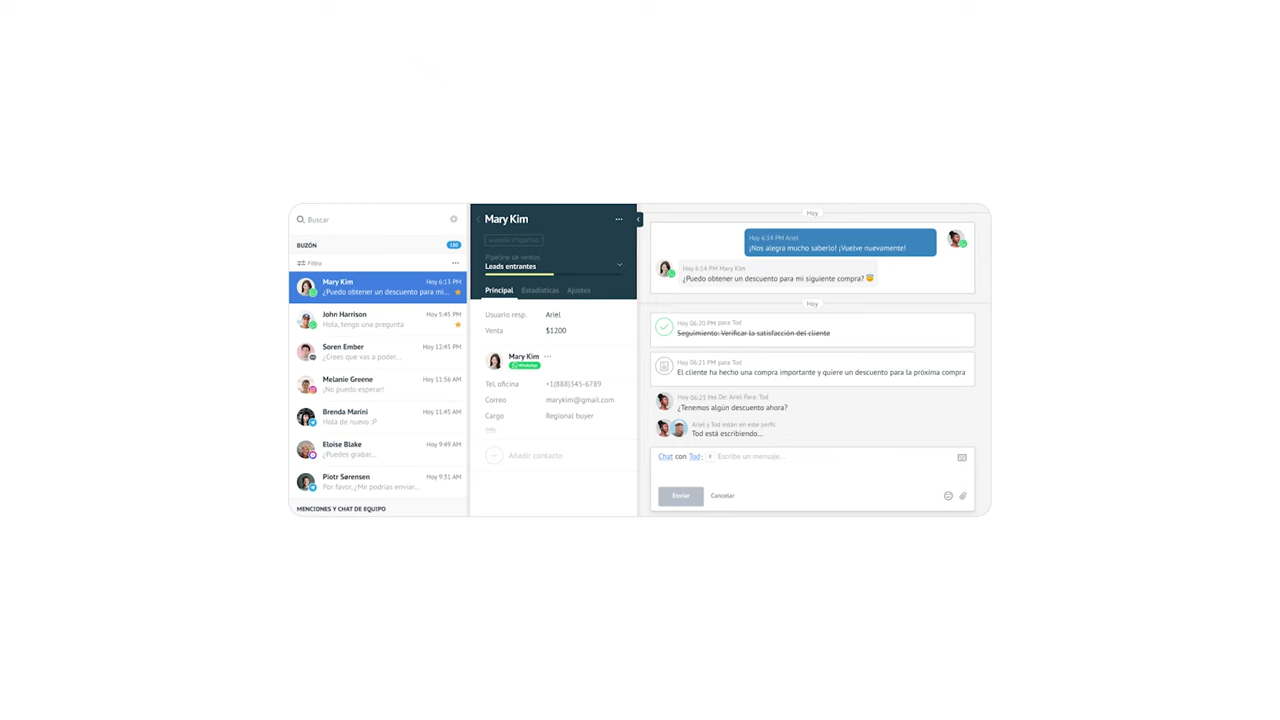 Buscar
BUZÓN
180
Filtro
Mary Kim
Hoy 6:13 PM
¿Puedo obtener un descuento para mi...
John Harrison
Hoy 5:45 PM
Hola, tengo una pregunta
Soren Ember
Hoy 12:45 PM
¿Crees que vas a poder...
Melanie Greene
Hoy 11:56 AM
¡No puedo esperar!
Brenda Marini
Hoy 11:45 AM
Hola de nuevo :P
Eloise Blake
Hoy 9:49 AM
¿Puedes grabar...
Piotr Sørensen
Hoy 9:31 AM
Por favor, ¿Me podrías enviar...
MENCIONES Y CHAT DE EQUIPO
Mary Kim
Pipeline de ventas
Leads entrantes
Principal Estadísticas Ajustes
Usuario resp. Ariel
Venta $1200
Mary Kim
WhatsApp
Tel. oficina +1(888)345-6789
Correo marykim@gmail.com
Cargo Regional buyer
Añadir contacto
Hoy
Hoy 6:14 PM Ariel
¡Nos alegra mucho saberlo! ¡Vuelve nuevamente!
Hoy 6:14 PM Mary Kim
¿Puedo obtener un descuento para mi siguiente compra? 😇
Hoy
Hoy 06:20 PM para Tod
Seguimiento: Verificar la satisfacción del cliente
Hoy 06:21 PM para Tod
El cliente ha hecho una compra importante y quiere un descuento para la próxima compra
Hoy 06:23 PM De: Ariel Para: Tod
¿Tenemos algún descuento ahora?
Ariel y Tod están en este perfil
Tod está escribiendo...
Chat con Tod: Escribe un mensaje...
Enviar Cancelar